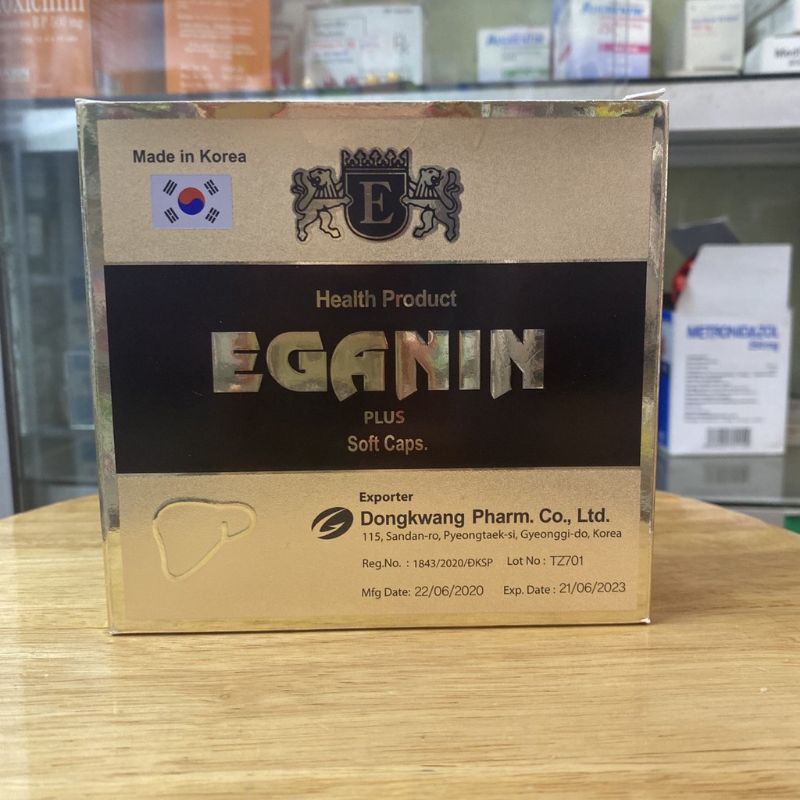 Made in Korea
E
Health Product
EGANIN
PLUS
Soft Caps.
Exporter
Dongkwang Pharm. Co., Ltd.
115, Sandan-ro, Pyeongtaek-si, Gyeonggi-do, Korea
Reg.No. : 1843/2020/ĐKSP Lot No : TZ701
Mfg Date: 22/06/2020 Exp. Date : 21/06/2023
METRONIDAZOL